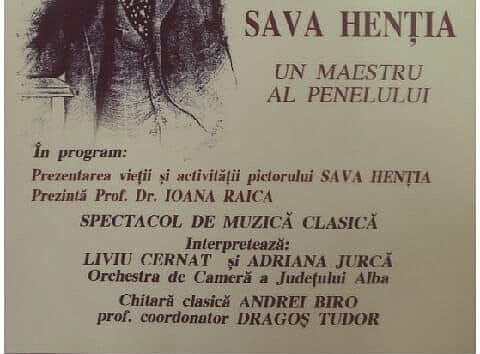 SAVA HENȚIA
UN MAESTRU
AL PENELULUI
În program:
Prezentarea vieții și activității pictorului SAVA HENȚIA
Prezintă Prof. Dr. IOANA RAICA
SPECTACOL DE MUZICĂ CLASICĂ
Interpretează:
LIVIU CERNAT și ADRIANA JURCĂ
Orchestra de Cameră a Județului Alba
Chitară clasică ANDREI BIRO
prof. coordonator DRAGOȘ TUDOR